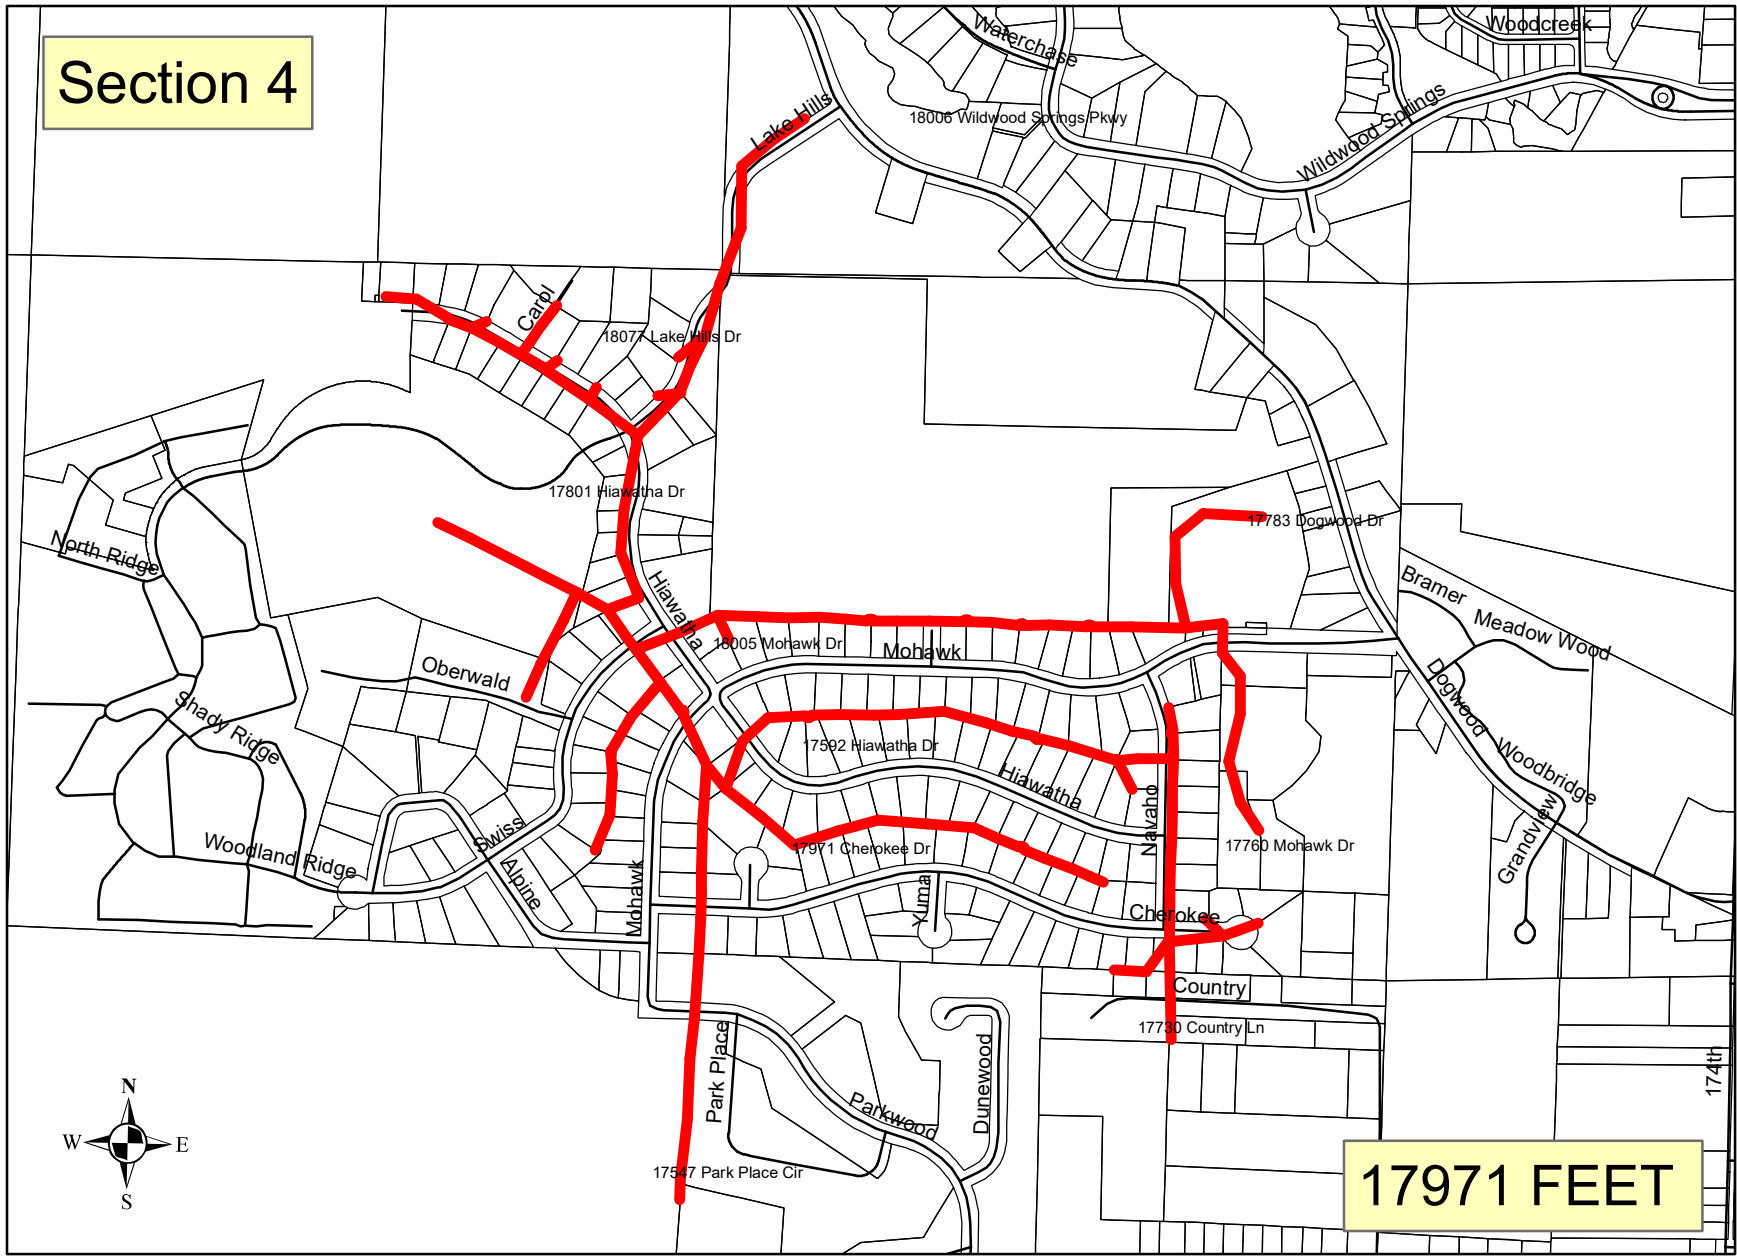 Section 4
Waterchase
Woodcreek
Lake Hills
18006 Wildwood Springs Pkwy
Wildwood Springs
Carol
18077 Lake Hills Dr
17801 Hiawatha Dr
17783 Dogwood Dr
North Ridge
Hiawatha
Bramer
Meadow Wood
18005 Mohawk Dr
Mohawk
Oberwald
Dogwood
Shady Ridge
17592 Hiawatha Dr
Hiawatha
Woodbridge
Navaho
Grandview
Swiss
Woodland Ridge
17971 Cherokee Dr
17760 Mohawk Dr
Alpine
Mohawk
Yuma
Cherokee
Country
17730 Country Ln
Park Place
Dunewood
174th
Parkwood
N
W
E
S
17547 Park Place Cir
17971 FEET